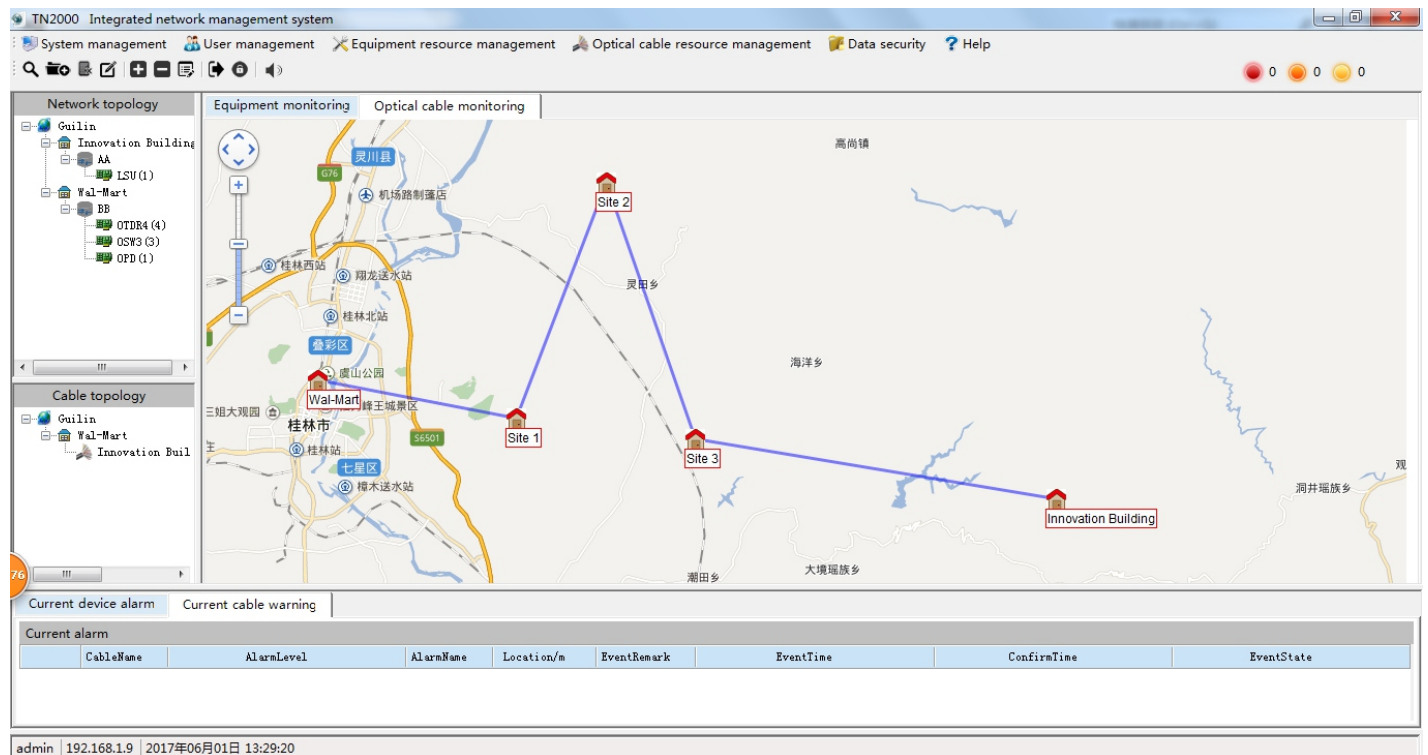 TN2000 Integrated network management system
System management User management Equipment resource management Optical cable resource management Data security ? Help
0 0 0
Network topology
Guilin
Innovation Building
AA
LSU(1)
Wal-Mart
BB
OTDR4(4)
OSW3(3)
OPD(1)
Cable topology
Guilin
Wal-Mart
Innovation Buil
76
Equipment monitoring Optical cable monitoring
高尚镇
灵川县
G76
机场路制蓬店
Site 2
桂林西站
翔龙送水站
灵田乡
桂林北站
叠彩区
虞山公园
海洋乡
Wal-Mart
峰王城景区
三姐大观园
桂林市
Site 1
S6501
桂林站
Site 3
七星区
观
樟木送水站
洞井瑶族乡
Innovation Building
大境瑶族乡
潮田乡
Current device alarm Current cable warning
Current alarm
CableName AlarmLevel AlarmName Location/m EventRemark EventTime ConfirmTime EventState
admin 192.168.1.9 2017年06月01日 13:29:20